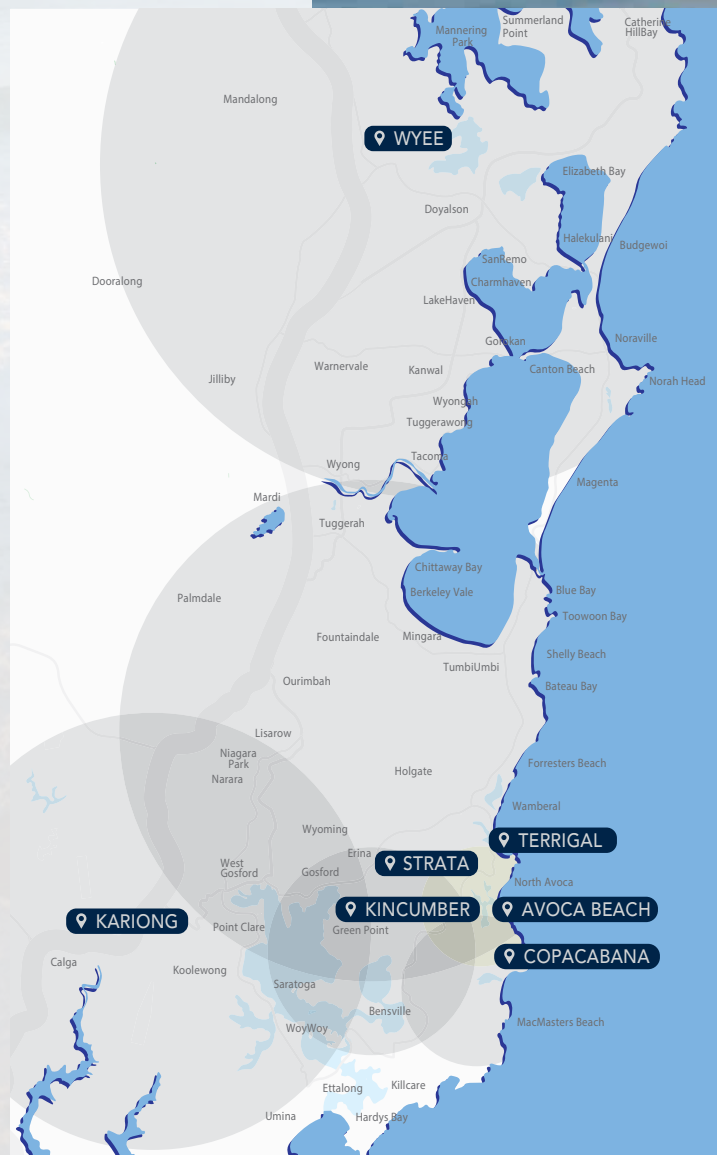 Summerland
Point
Catherine
HillBay
Mannering
Park
Mandalong
WYEE
Elizabeth Bay
Doyalson
Halekulani
Budgewoi
SanRemo
Dooralong
Charmhaven
LakeHaven
Gorokan
Noraville
Warnervale
Kanwal
Canton Beach
Jilliby
Norah Head
Wyongah
Tuggerawong
Tacoma
Wyong
Magenta
Mardi
Tuggerah
Chittaway Bay
Berkeley Vale
Blue Bay
Palmdale
Toowoon Bay
Fountaindale
Mingara
Shelly Beach
TumbiUmbi
Ourimbah
Bateau Bay
Lisarow
Niagara
Park
Narara
Forresters Beach
Holgate
Wamberal
Wyoming
TERRIGAL
Erina
STRATA
West
Gosford
Gosford
North Avoca
KARIONG
KINCUMBER
AVOCA BEACH
Point Clare
Green Point
COPACABANA
Calga
Koolewong
Saratoga
Bensville
MacMasters Beach
WoyWoy
Ettalong
Killcare
Umina
Hardys Bay